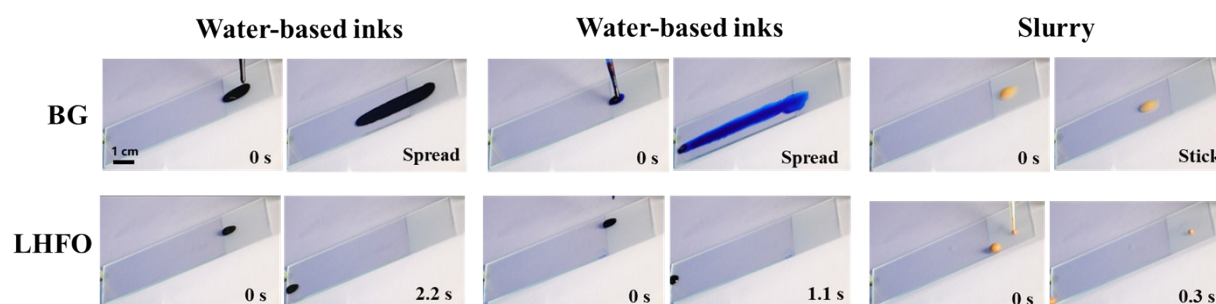 Water-based inks Water-based inks Slurry
BG
1 cm
0 s Spread 0 s Spread 0 s Stick
LHFO
0 s 2.2 s 0 s 1.1 s 0 s 0.3 s